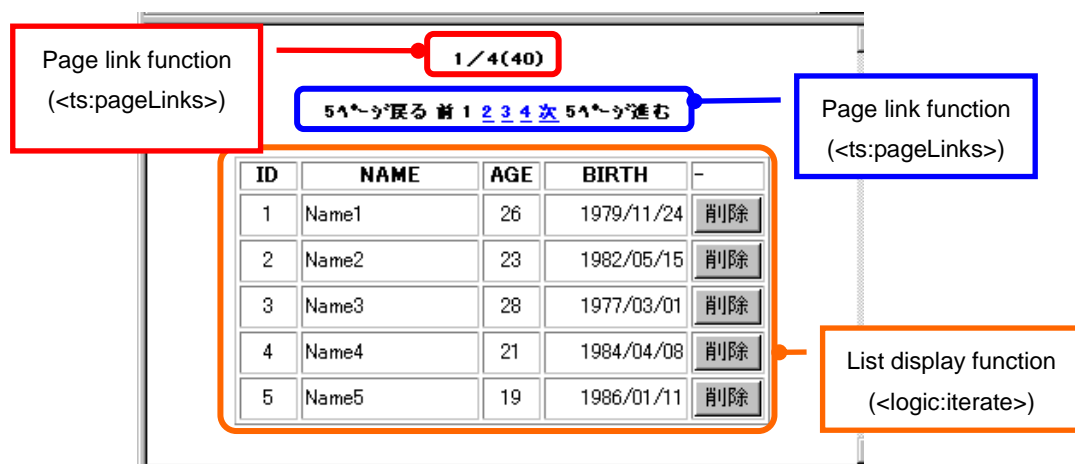 Page link function
(<ts:pageLinks>)
1／4(40)
5ﾍﾟｰｼﾞ戻る 前 1 2 3 4 次 5ﾍﾟｰｼﾞ進む
Page link function
(<ts:pageLinks>)
ID NAME AGE BIRTH -
1 Name1 26 1979/11/24 削除
2 Name2 23 1982/05/15 削除
3 Name3 28 1977/03/01 削除
4 Name4 21 1984/04/08 削除
5 Name5 19 1986/01/11 削除
List display function
(<logic:iterate>)